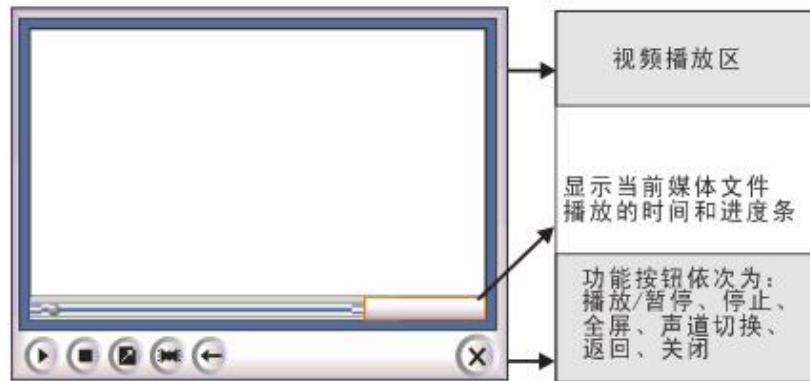 视频播放区
显示当前媒体文件
播放的时间和进度条
功能按钮依次为：
播放/暂停、停止、
全屏、声道切换、
返回、关闭